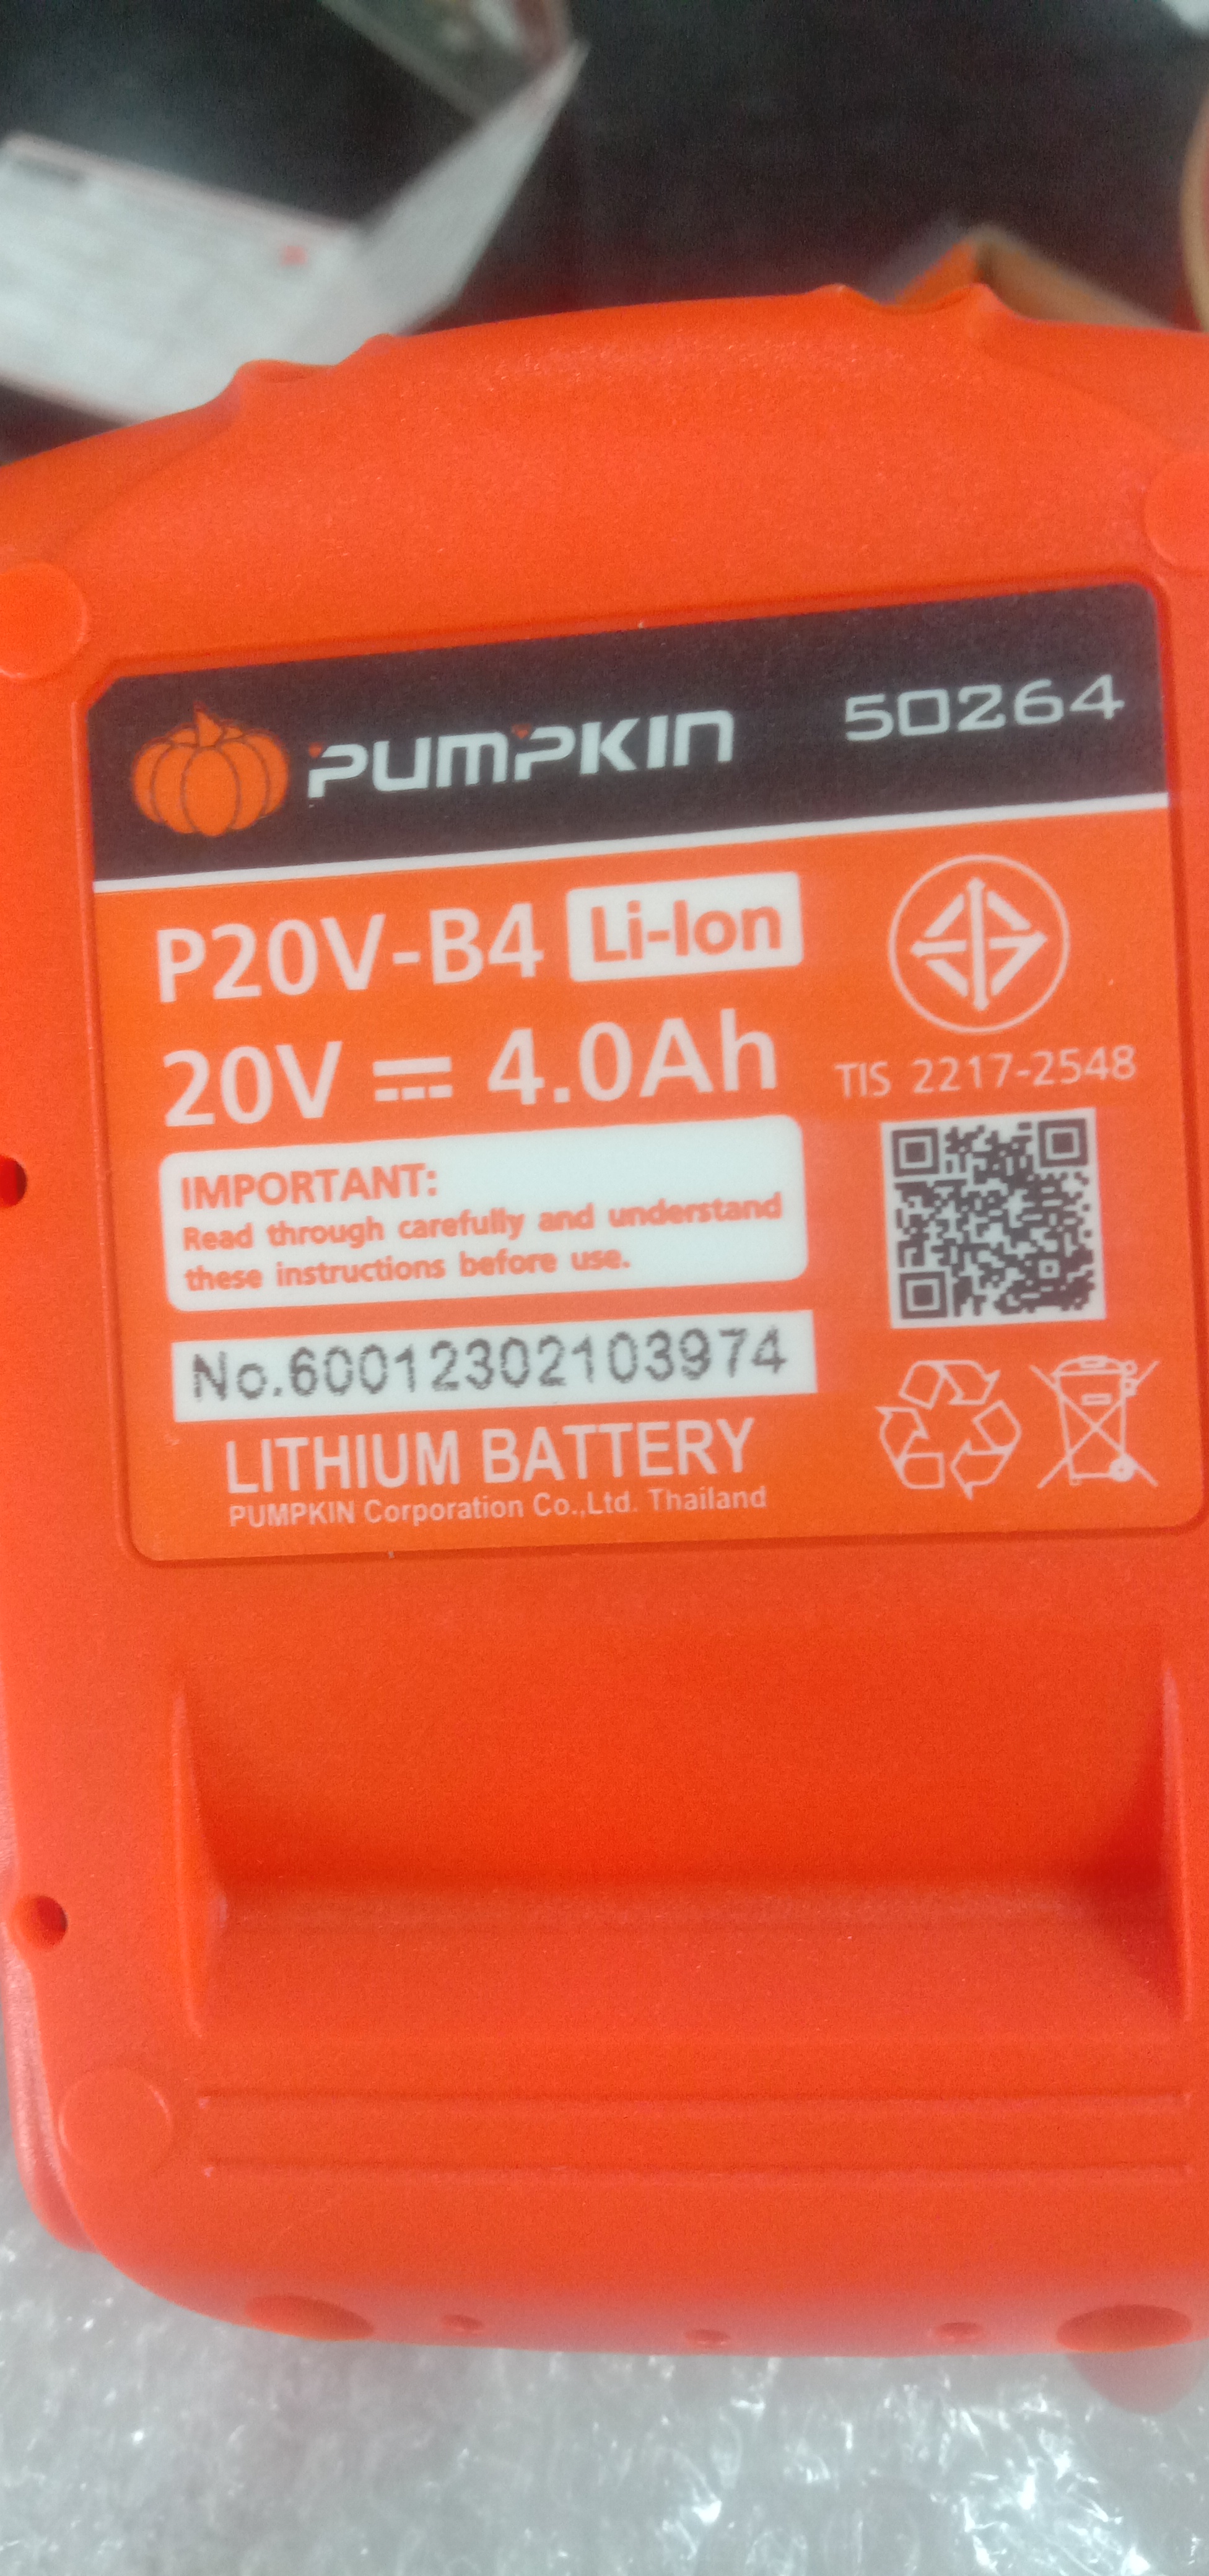 PUMPKIN 50264
P20V-B4 Li-Ion
20V ⎓ 4.0Ah
TIS 2217-2548
IMPORTANT:
Read through carefully and understand
these instructions before use.
No.60012302103974
LITHIUM BATTERY
PUMPKIN Corporation Co.,Ltd. Thailand